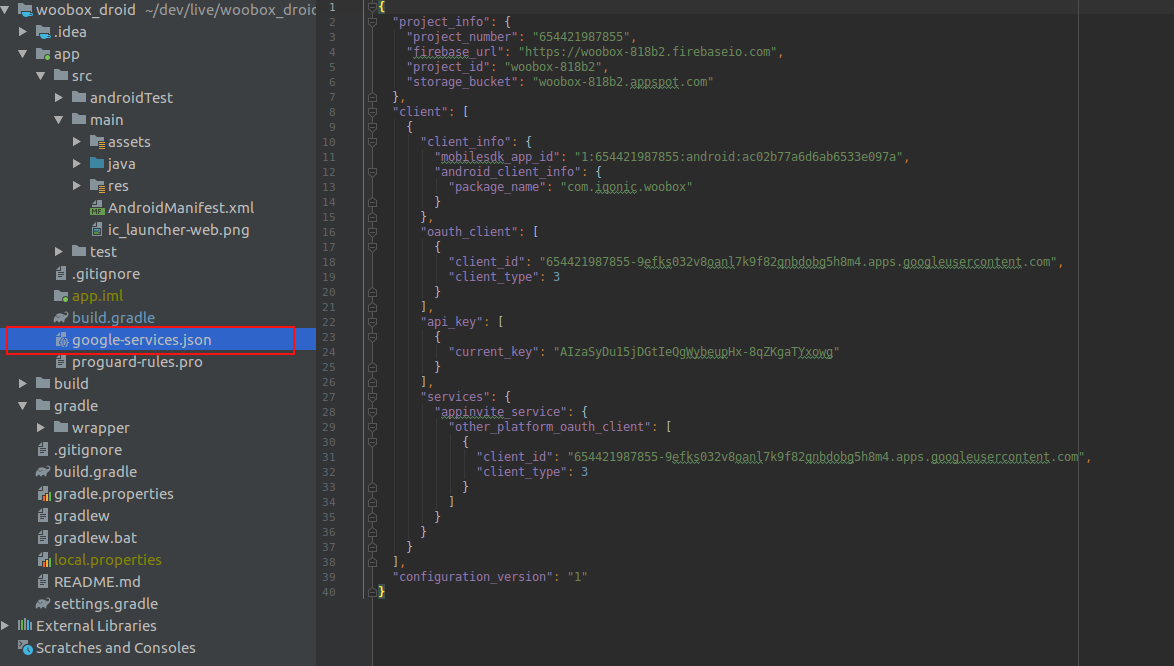 woobox_droid ~/dev/live/woobox_droid
.idea
app
src
androidTest
main
assets
java
res
AndroidManifest.xml
ic_launcher-web.png
test
.gitignore
app.iml
build.gradle
google-services.json
proguard-rules.pro
build
gradle
wrapper
.gitignore
build.gradle
gradle.properties
gradlew
gradlew.bat
local.properties
README.md
settings.gradle
External Libraries
Scratches and Consoles
1 {
2 "project_info": {
3 "project_number": "654421987855",
4 "firebase_url": "https://woobox-818b2.firebaseio.com",
5 "project_id": "woobox-818b2",
6 "storage_bucket": "woobox-818b2.appspot.com"
7 },
8 "client": [
9 {
10 "client_info": {
11 "mobilesdk_app_id": "1:654421987855:android:ac02b77a6d6ab6533e097a",
12 "android_client_info": {
13 "package_name": "com.iqonic.woobox"
14 }
15 },
16 "oauth_client": [
17 {
18 "client_id": "654421987855-9efks032v8oanl7k9f82qnbdobg5h8m4.apps.googleusercontent.com",
19 "client_type": 3
20 }
21 ],
22 "api_key": [
23 {
24 "current_key": "AIzaSyDu15jDGtIeQgWybeupHx-8qZKgaTYxowg"
25 }
26 ],
27 "services": {
28 "appinvite_service": {
29 "other_platform_oauth_client": [
30 {
31 "client_id": "654421987855-9efks032v8oanl7k9f82qnbdobg5h8m4.apps.googleusercontent.com",
32 "client_type": 3
33 }
34 ]
35 }
36 }
37 }
38 ],
39 "configuration_version": "1"
40 }